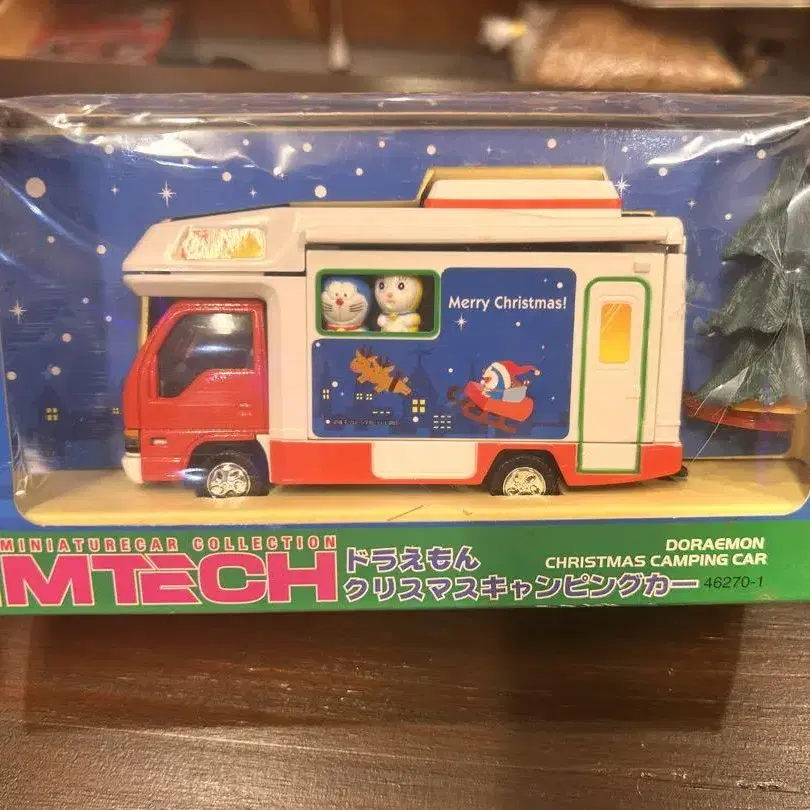 Merry Christmas!
MINIATURECAR COLLECTION
MTECH
ドラえもん
クリスマスキャンピングカー
DORAEMON
CHRISTMAS CAMPING CAR
46270-1